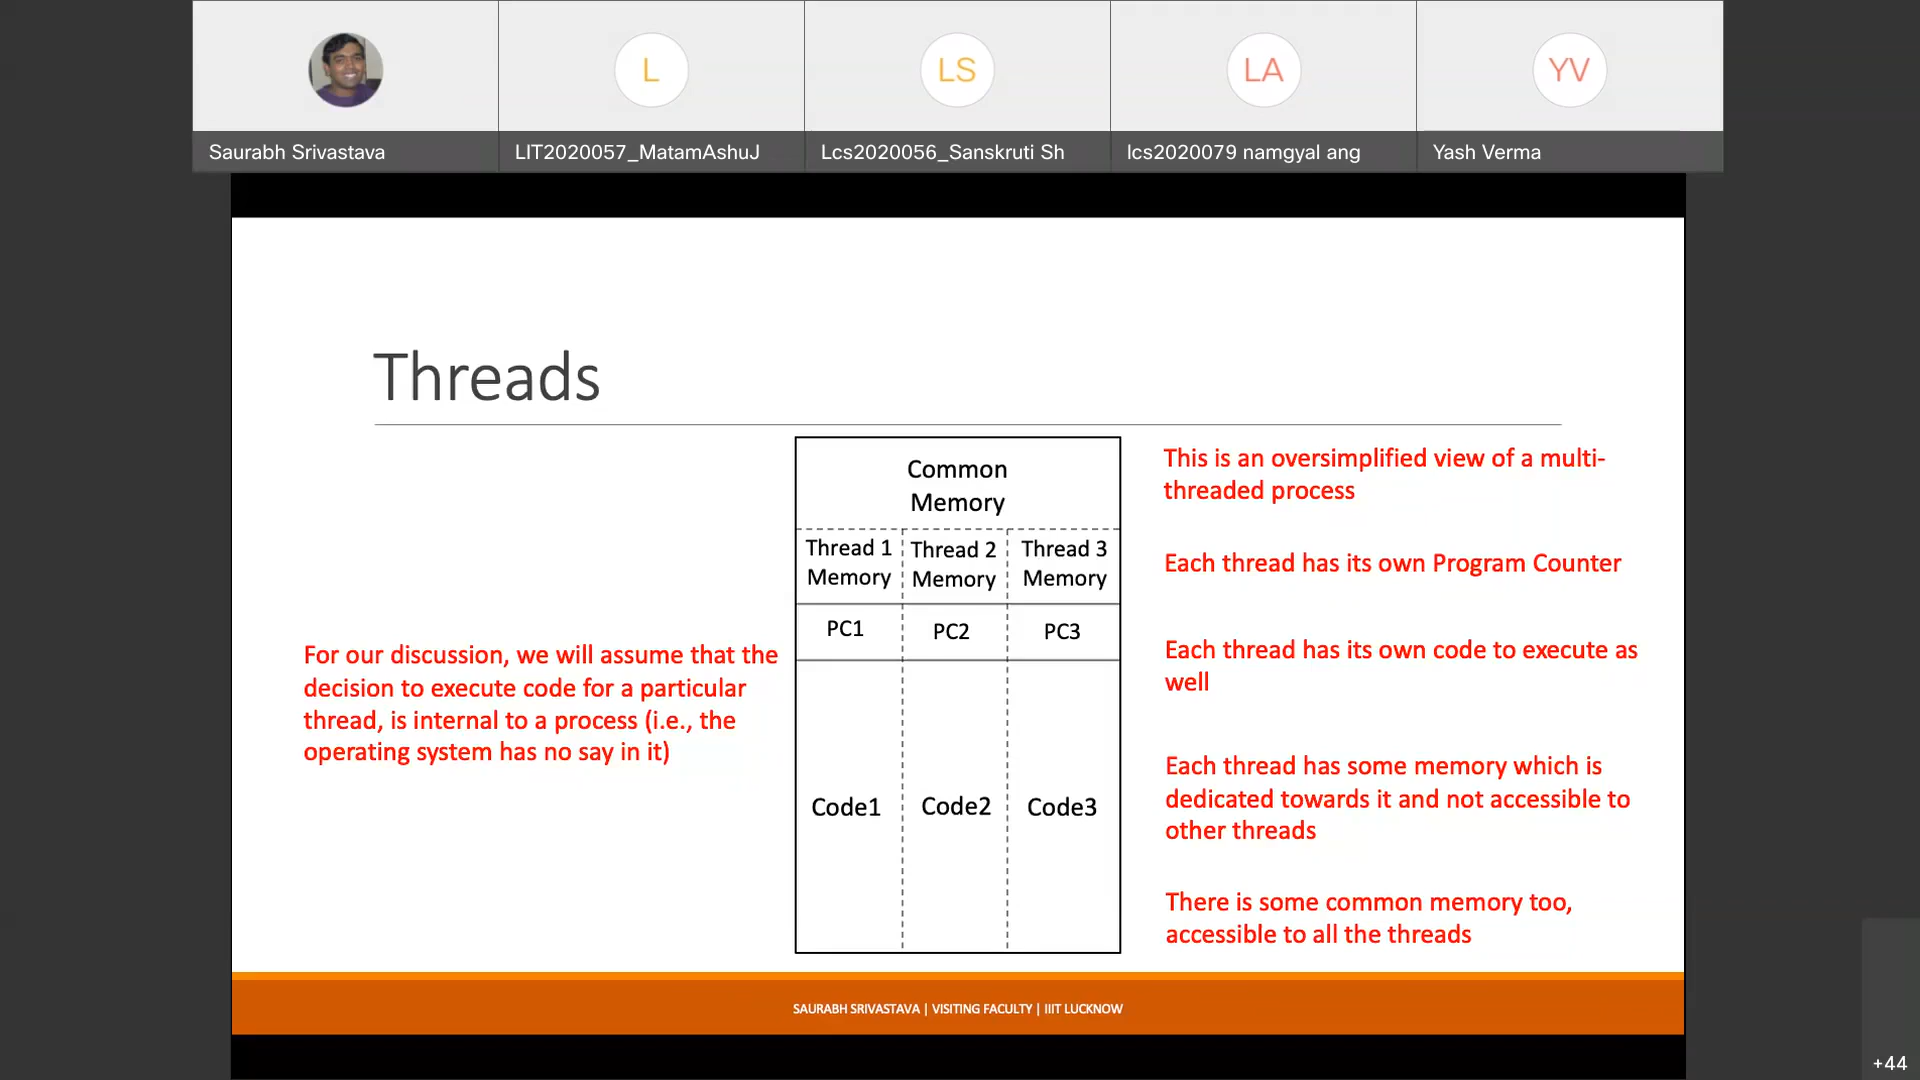 L
LS
LA
YV
Saurabh Srivastava
LIT2020057_MatamAshuJ
Lcs2020056_Sanskruti Sh
lcs2020079 namgyal ang
Yash Verma
Threads
For our discussion, we will assume that the
decision to execute code for a particular
thread, is internal to a process (i.e., the
operating system has no say in it)
Common
Memory
Thread 1
Memory
Thread 2
Memory
Thread 3
Memory
PC1
PC2
PC3
Code1
Code2
Code3
This is an oversimplified view of a multi-
threaded process
Each thread has its own Program Counter
Each thread has its own code to execute as
well
Each thread has some memory which is
dedicated towards it and not accessible to
other threads
There is some common memory too,
accessible to all the threads
SAURABH SRIVASTAVA | VISITING FACULTY | IIIT LUCKNOW
+44